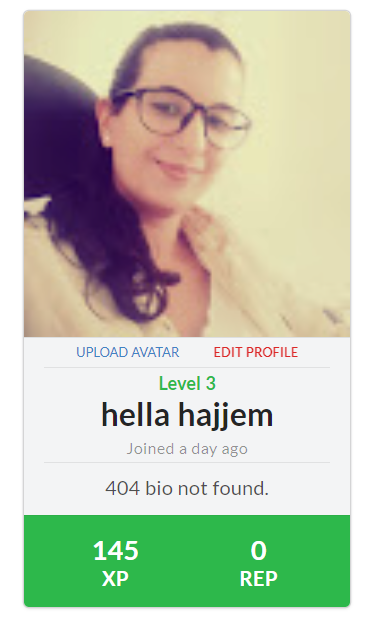 UPLOAD AVATAR EDIT PROFILE
Level 3
hella hajjem
Joined a day ago
404 bio not found.
145 0
XP REP